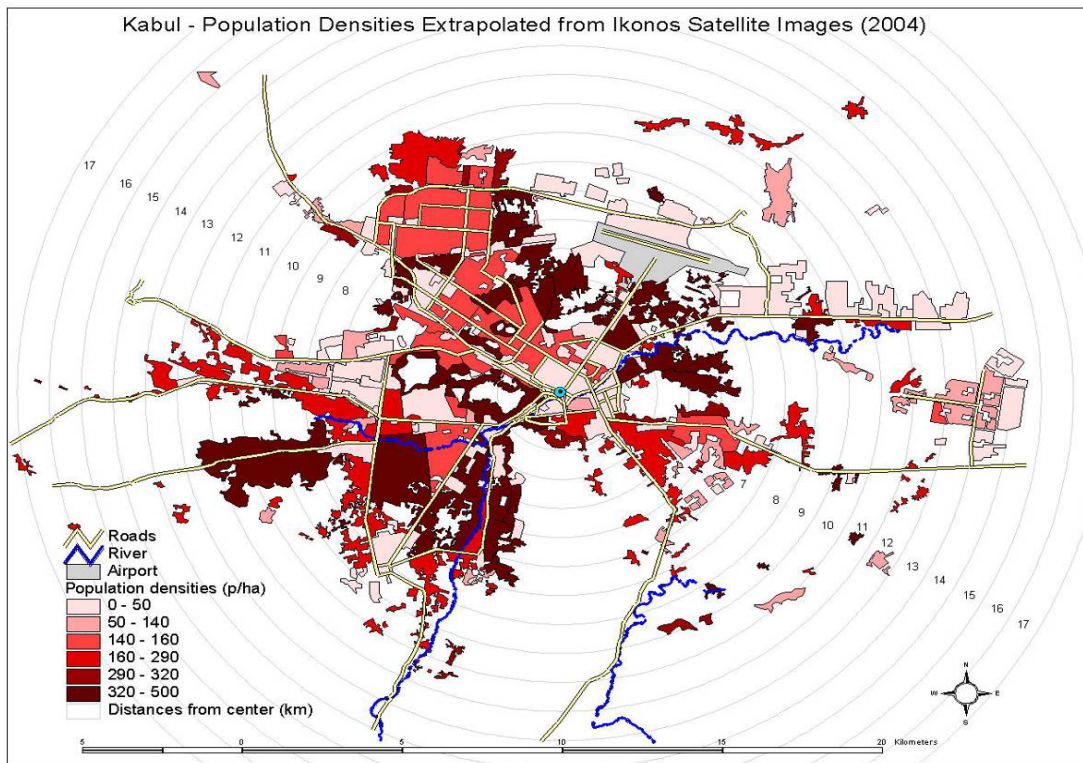 Kabul - Population Densities Extrapolated from Ikonos Satellite Images (2004)
17
16
15
14
13
12
11
10
9
8
7
8
9
10
11
12
13
14
15
16
17
Roads
River
Airport
Population densities (p/ha)
0 - 50
50 - 140
140 - 160
160 - 290
290 - 320
320 - 500
Distances from center (km)
N
W E
S
5 0 5 10 15 20 Kilometers